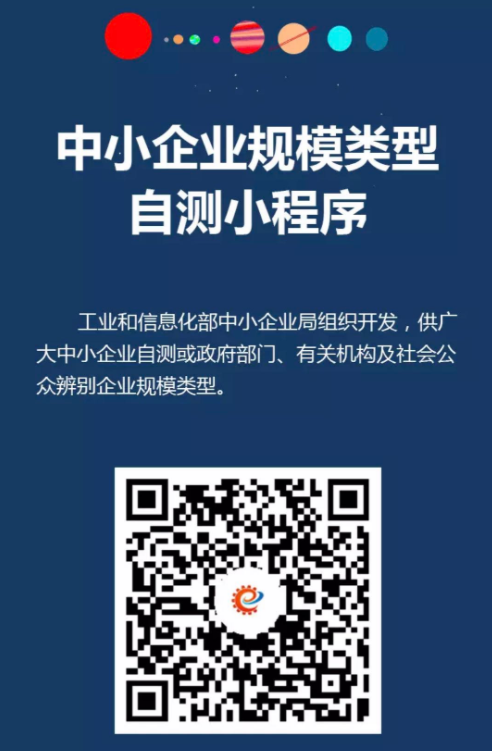 中小企业规模类型
自测小程序
工业和信息化部中小企业局组织开发，供广
大中小企业自测或政府部门、有关机构及社会公
众辨别企业规模类型。